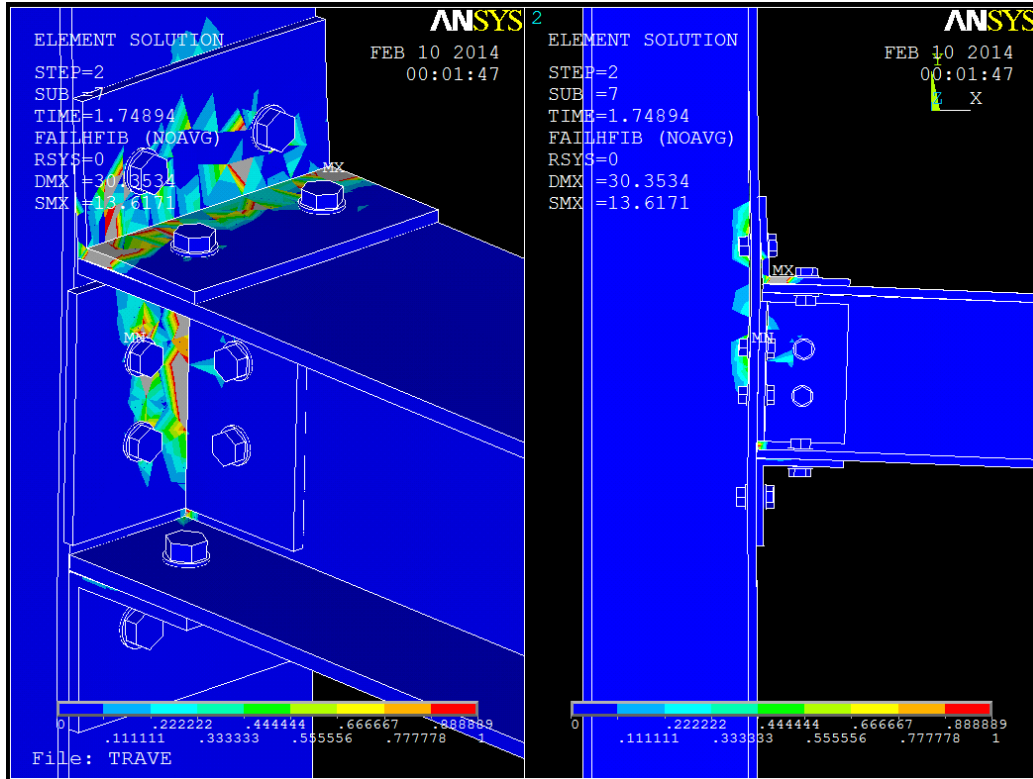 ANSYS
ELEMENT SOLUTION
FEB 10 2014
00:01:47
STEP=2
SUB =7
TIME=1.74894
FAILHFIB (NOAVG)
RSYS=0
DMX =30.3534
SMX =13.6171
MX
MN
0 .111111 .222222 .333333 .444444 .555556 .666667 .777778 .888889 1
File: TRAVE
2
ANSYS
ELEMENT SOLUTION
FEB 10 2014
00:01:47
STEP=2
SUB =7
TIME=1.74894
FAILHFIB (NOAVG)
RSYS=0
DMX =30.3534
SMX =13.6171
Y
Z X
MX
MN
0 .111111 .222222 .333333 .444444 .555556 .666667 .777778 .888889 1